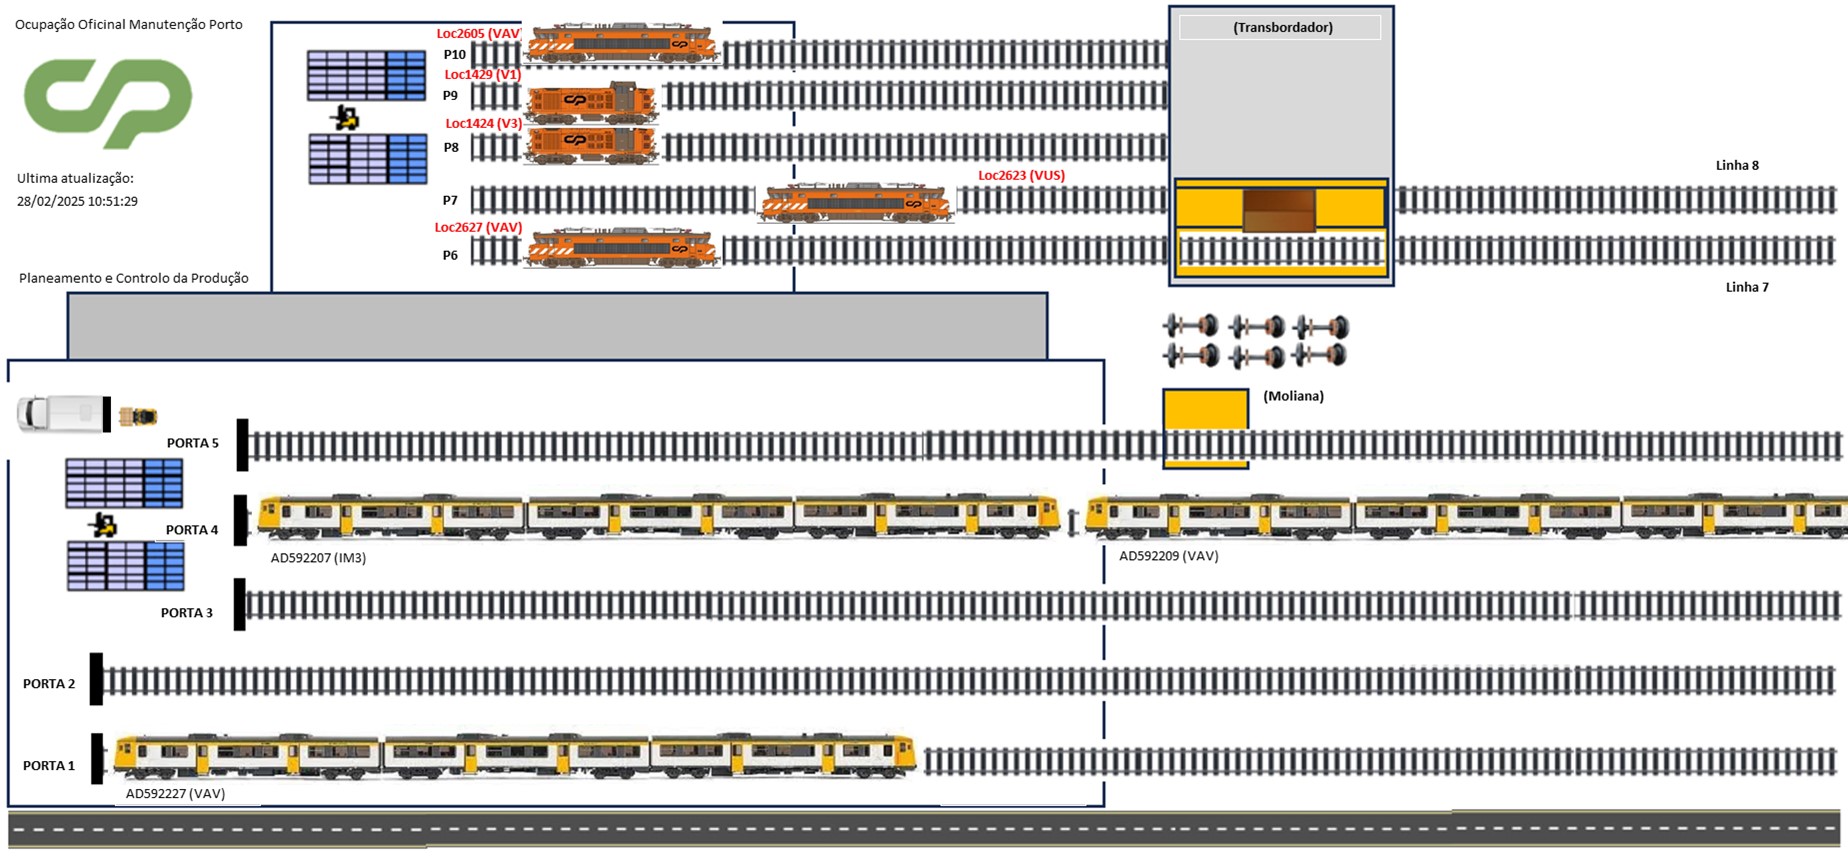 Ocupação Oficinal Manutenção Porto
Ultima atualização:
28/02/2025 10:51:29
Planeamento e Controlo da Produção
Loc2605 (VAV)
P10
Loc1429 (V1)
P9
Loc1424 (V3)
P8
Loc2623 (VUS)
P7
Loc2627 (VAV)
P6
(Transbordador)
Linha 8
Linha 7
(Moliana)
PORTA 5
PORTA 4
AD592207 (IM3)
AD592209 (VAV)
PORTA 3
PORTA 2
PORTA 1
AD592227 (VAV)